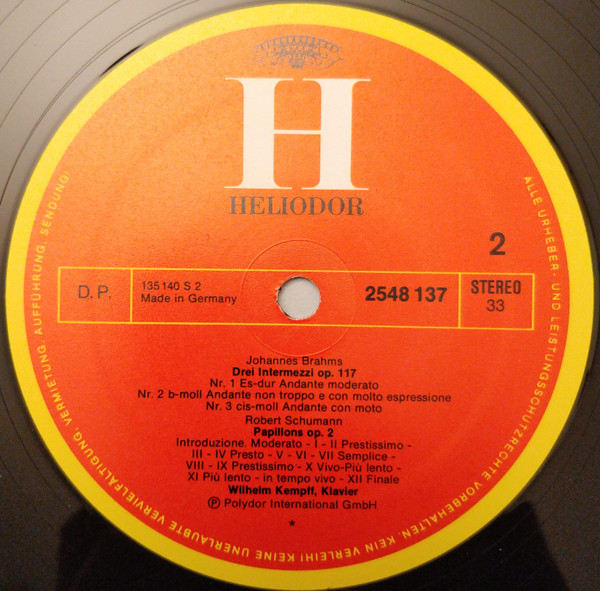 H
HELIODOR
2
D.P.
135 140 S 2
Made in Germany
2548 137
STEREO
33
Johannes Brahms
Drei Intermezzi op. 117
Nr. 1 Es-dur Andante moderato
Nr. 2 b-moll Andante non troppo e con molto espressione
Nr. 3 cis-moll Andante con moto
Robert Schumann
Papillons op. 2
Introduzione. Moderato - I - II Prestissimo -
III - IV Presto - V - VI - VII Semplice -
VIII - IX Prestissimo - X Vivo-Più lento -
XI Più lento - in tempo vivo - XII Finale
Wilhelm Kempff, Klavier
Ⓟ Polydor International GmbH
*
ALLE URHEBER- UND LEISTUNGSSCHUTZRECHTE VORBEHALTEN. KEIN VERLEIH! KEINE UNERLAUBTE VERVIELFÄLTIGUNG, VERMIETUNG, AUFFÜHRUNG, SENDUNG!